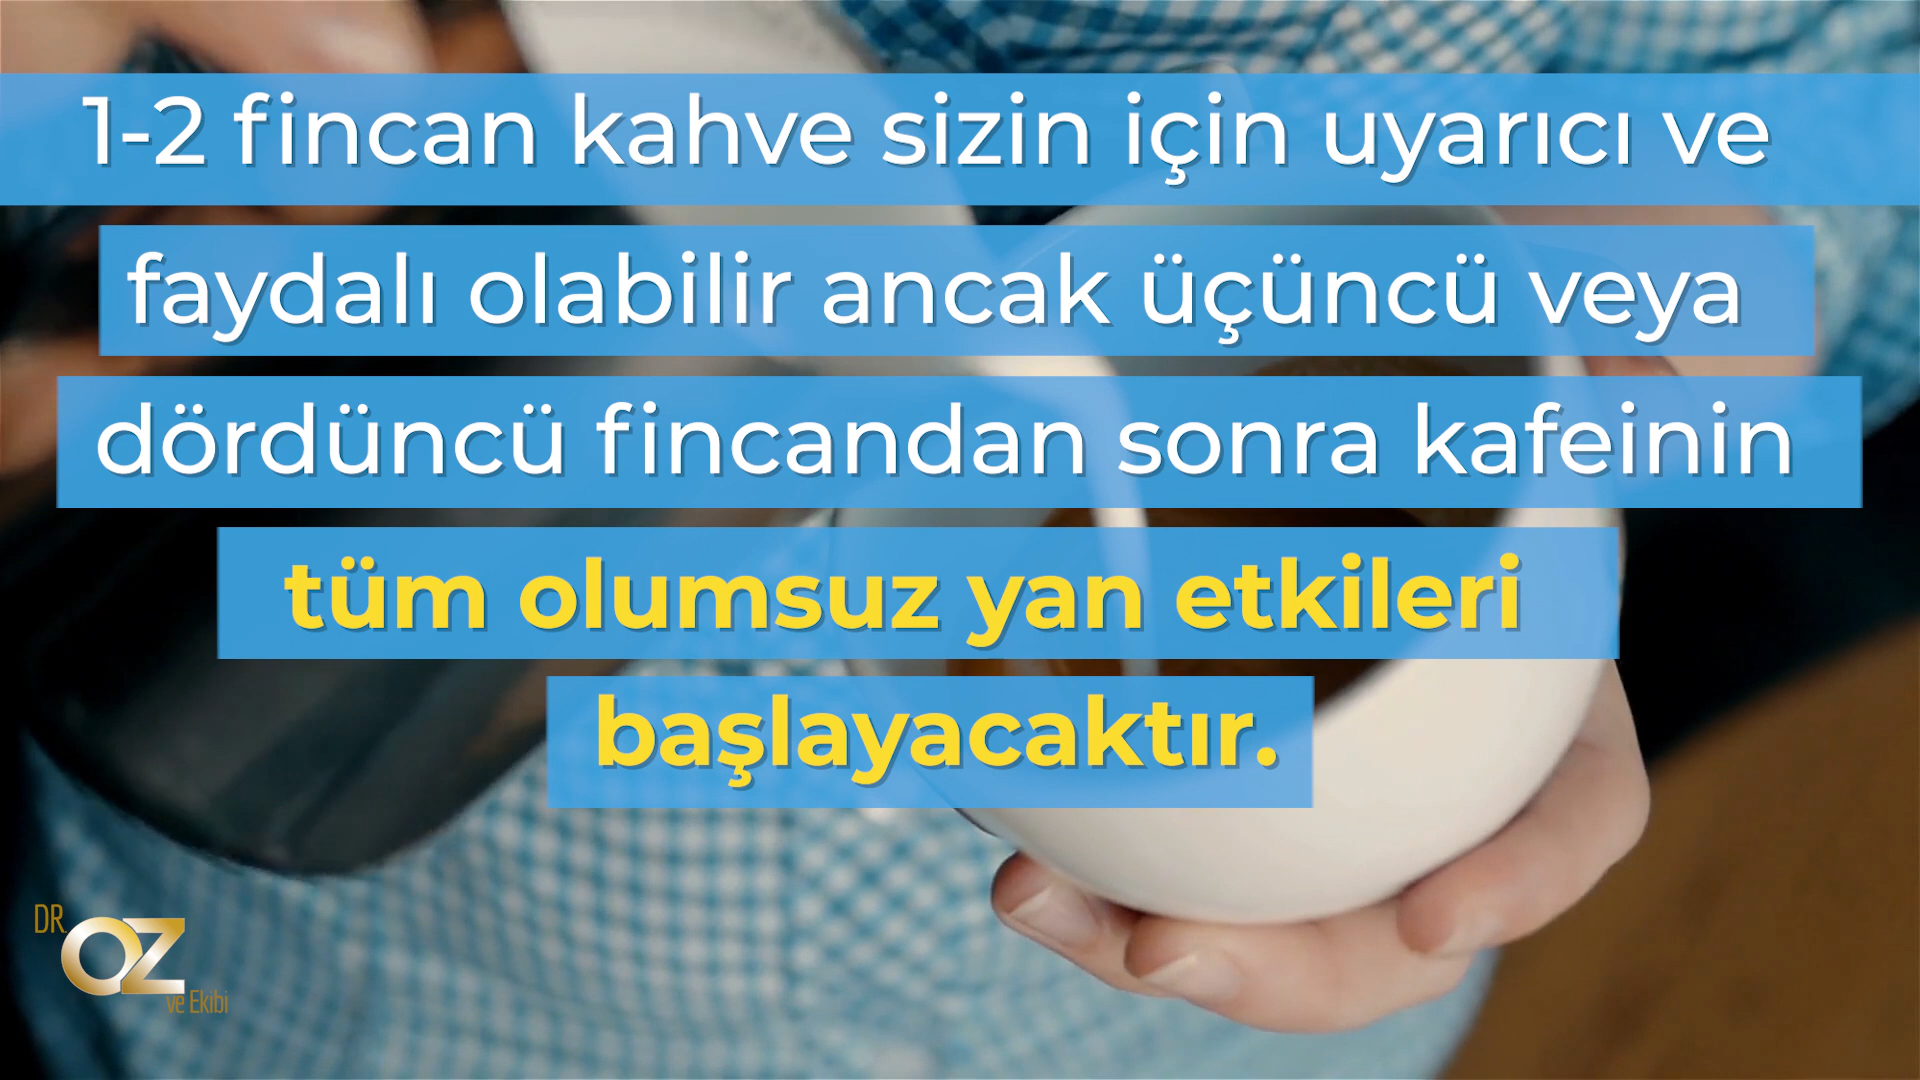 1-2 fincan kahve sizin için uyarıcı ve
faydalı olabilir ancak üçüncü veya
dördüncü fincandan sonra kafeinin
tüm olumsuz yan etkileri
başlayacaktır.
DR.
OZ
ve Ekibi